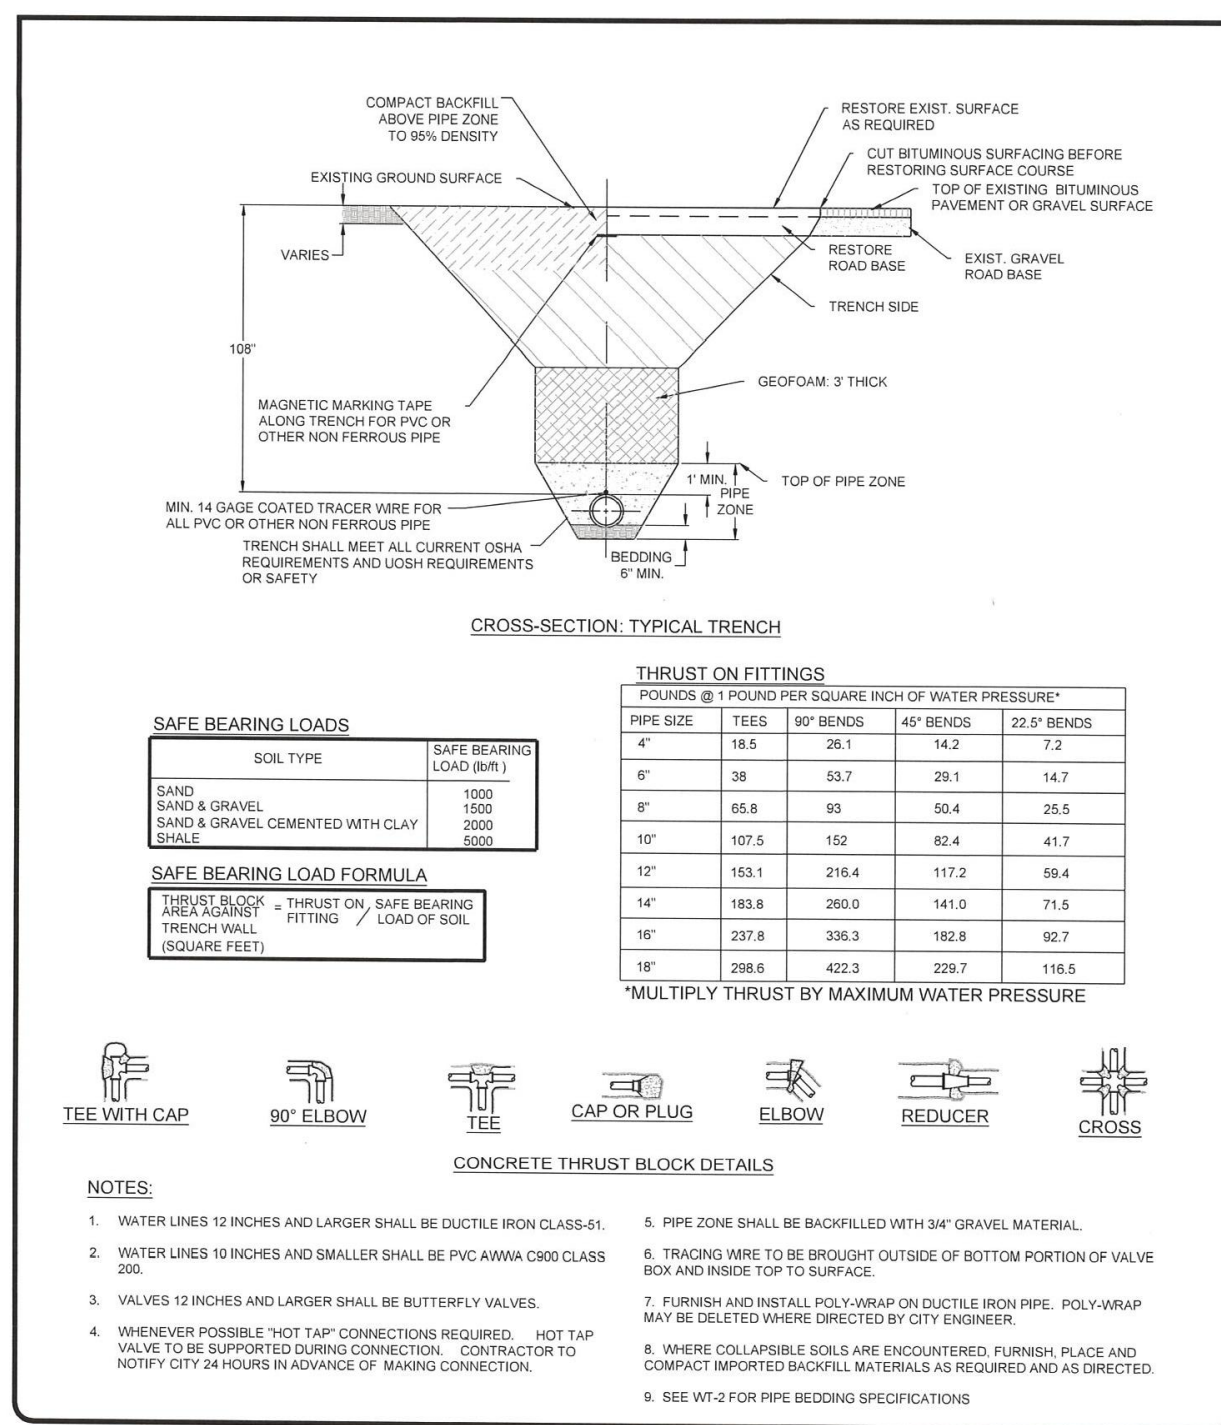 COMPACT BACKFILL
ABOVE PIPE ZONE
TO 95% DENSITY
RESTORE EXIST. SURFACE
AS REQUIRED
CUT BITUMINOUS SURFACING BEFORE
RESTORING SURFACE COURSE
EXISTING GROUND SURFACE
TOP OF EXISTING BITUMINOUS
PAVEMENT OR GRAVEL SURFACE
VARIES
RESTORE
ROAD BASE
EXIST. GRAVEL
ROAD BASE
TRENCH SIDE
108"
GEOFOAM: 3' THICK
MAGNETIC MARKING TAPE
ALONG TRENCH FOR PVC OR
OTHER NON FERROUS PIPE
1' MIN.
PIPE
ZONE
TOP OF PIPE ZONE
MIN. 14 GAGE COATED TRACER WIRE FOR
ALL PVC OR OTHER NON FERROUS PIPE
TRENCH SHALL MEET ALL CURRENT OSHA
REQUIREMENTS AND UOSH REQUIREMENTS
OR SAFETY
BEDDING
6" MIN.
CROSS-SECTION: TYPICAL TRENCH
SAFE BEARING LOADS
SOIL TYPE
SAFE BEARING
LOAD (lb/ft )
SAND 1000
SAND & GRAVEL 1500
SAND & GRAVEL CEMENTED WITH CLAY 2000
SHALE 5000
SAFE BEARING LOAD FORMULA
THRUST BLOCK
AREA AGAINST
TRENCH WALL
(SQUARE FEET)
= THRUST ON
FITTING
/ SAFE BEARING
LOAD OF SOIL
THRUST ON FITTINGS
POUNDS @ 1 POUND PER SQUARE INCH OF WATER PRESSURE*
PIPE SIZE TEES 90° BENDS 45° BENDS 22.5° BENDS
4" 18.5 26.1 14.2 7.2
6" 38 53.7 29.1 14.7
8" 65.8 93 50.4 25.5
10" 107.5 152 82.4 41.7
12" 153.1 216.4 117.2 59.4
14" 183.8 260.0 141.0 71.5
16" 237.8 336.3 182.8 92.7
18" 298.6 422.3 229.7 116.5
*MULTIPLY THRUST BY MAXIMUM WATER PRESSURE
TEE WITH CAP
90° ELBOW
TEE
CAP OR PLUG
ELBOW
REDUCER
CROSS
CONCRETE THRUST BLOCK DETAILS
NOTES:
1. WATER LINES 12 INCHES AND LARGER SHALL BE DUCTILE IRON CLASS-51.
2. WATER LINES 10 INCHES AND SMALLER SHALL BE PVC AWWA C900 CLASS
200.
3. VALVES 12 INCHES AND LARGER SHALL BE BUTTERFLY VALVES.
4. WHENEVER POSSIBLE "HOT TAP" CONNECTIONS REQUIRED. HOT TAP
VALVE TO BE SUPPORTED DURING CONNECTION. CONTRACTOR TO
NOTIFY CITY 24 HOURS IN ADVANCE OF MAKING CONNECTION.
5. PIPE ZONE SHALL BE BACKFILLED WITH 3/4" GRAVEL MATERIAL.
6. TRACING WIRE TO BE BROUGHT OUTSIDE OF BOTTOM PORTION OF VALVE
BOX AND INSIDE TOP TO SURFACE.
7. FURNISH AND INSTALL POLY-WRAP ON DUCTILE IRON PIPE. POLY-WRAP
MAY BE DELETED WHERE DIRECTED BY CITY ENGINEER.
8. WHERE COLLAPSIBLE SOILS ARE ENCOUNTERED, FURNISH, PLACE AND
COMPACT IMPORTED BACKFILL MATERIALS AS REQUIRED AND AS DIRECTED.
9. SEE WT-2 FOR PIPE BEDDING SPECIFICATIONS